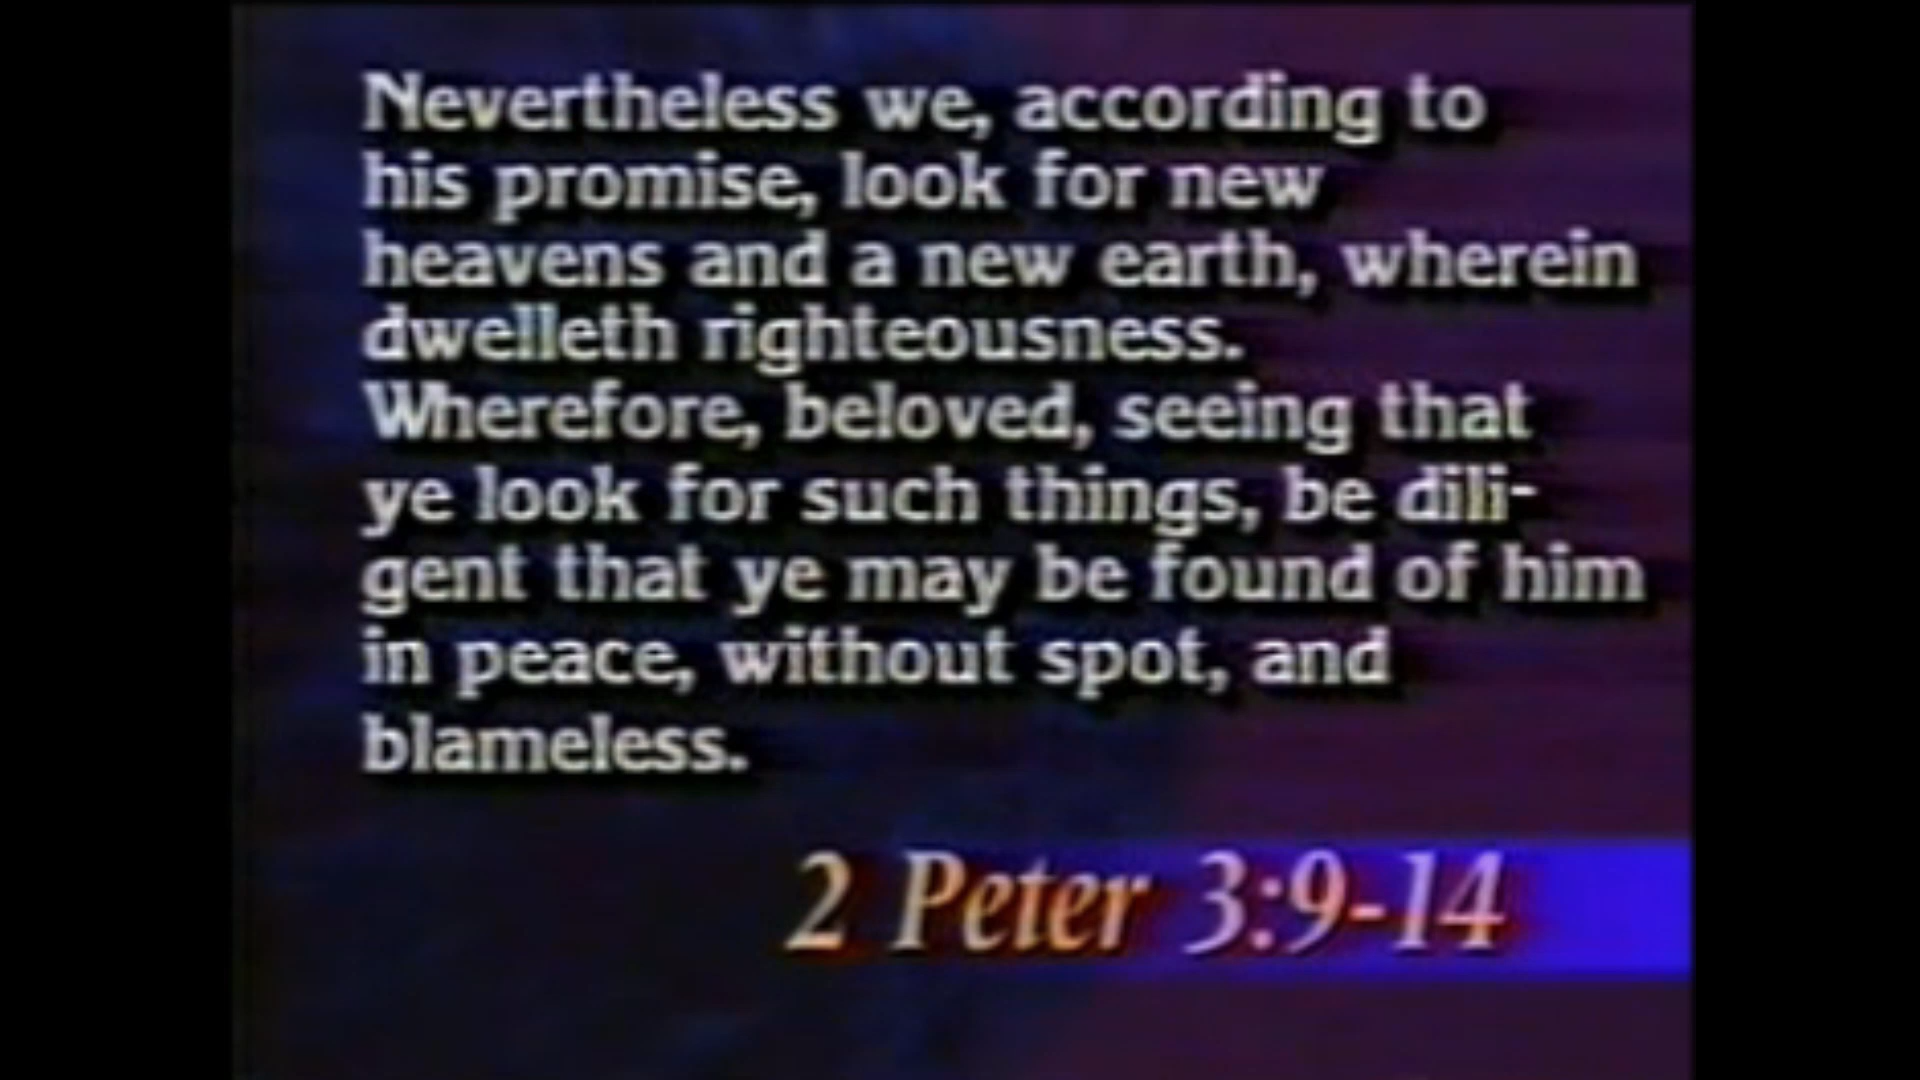 Nevertheless we, according to
his promise, look for new
heavens and a new earth, wherein
dwelleth righteousness.
Wherefore, beloved, seeing that
ye look for such things, be dili-
gent that ye may be found of him
in peace, without spot, and
blameless.
2 Peter 3:9-14